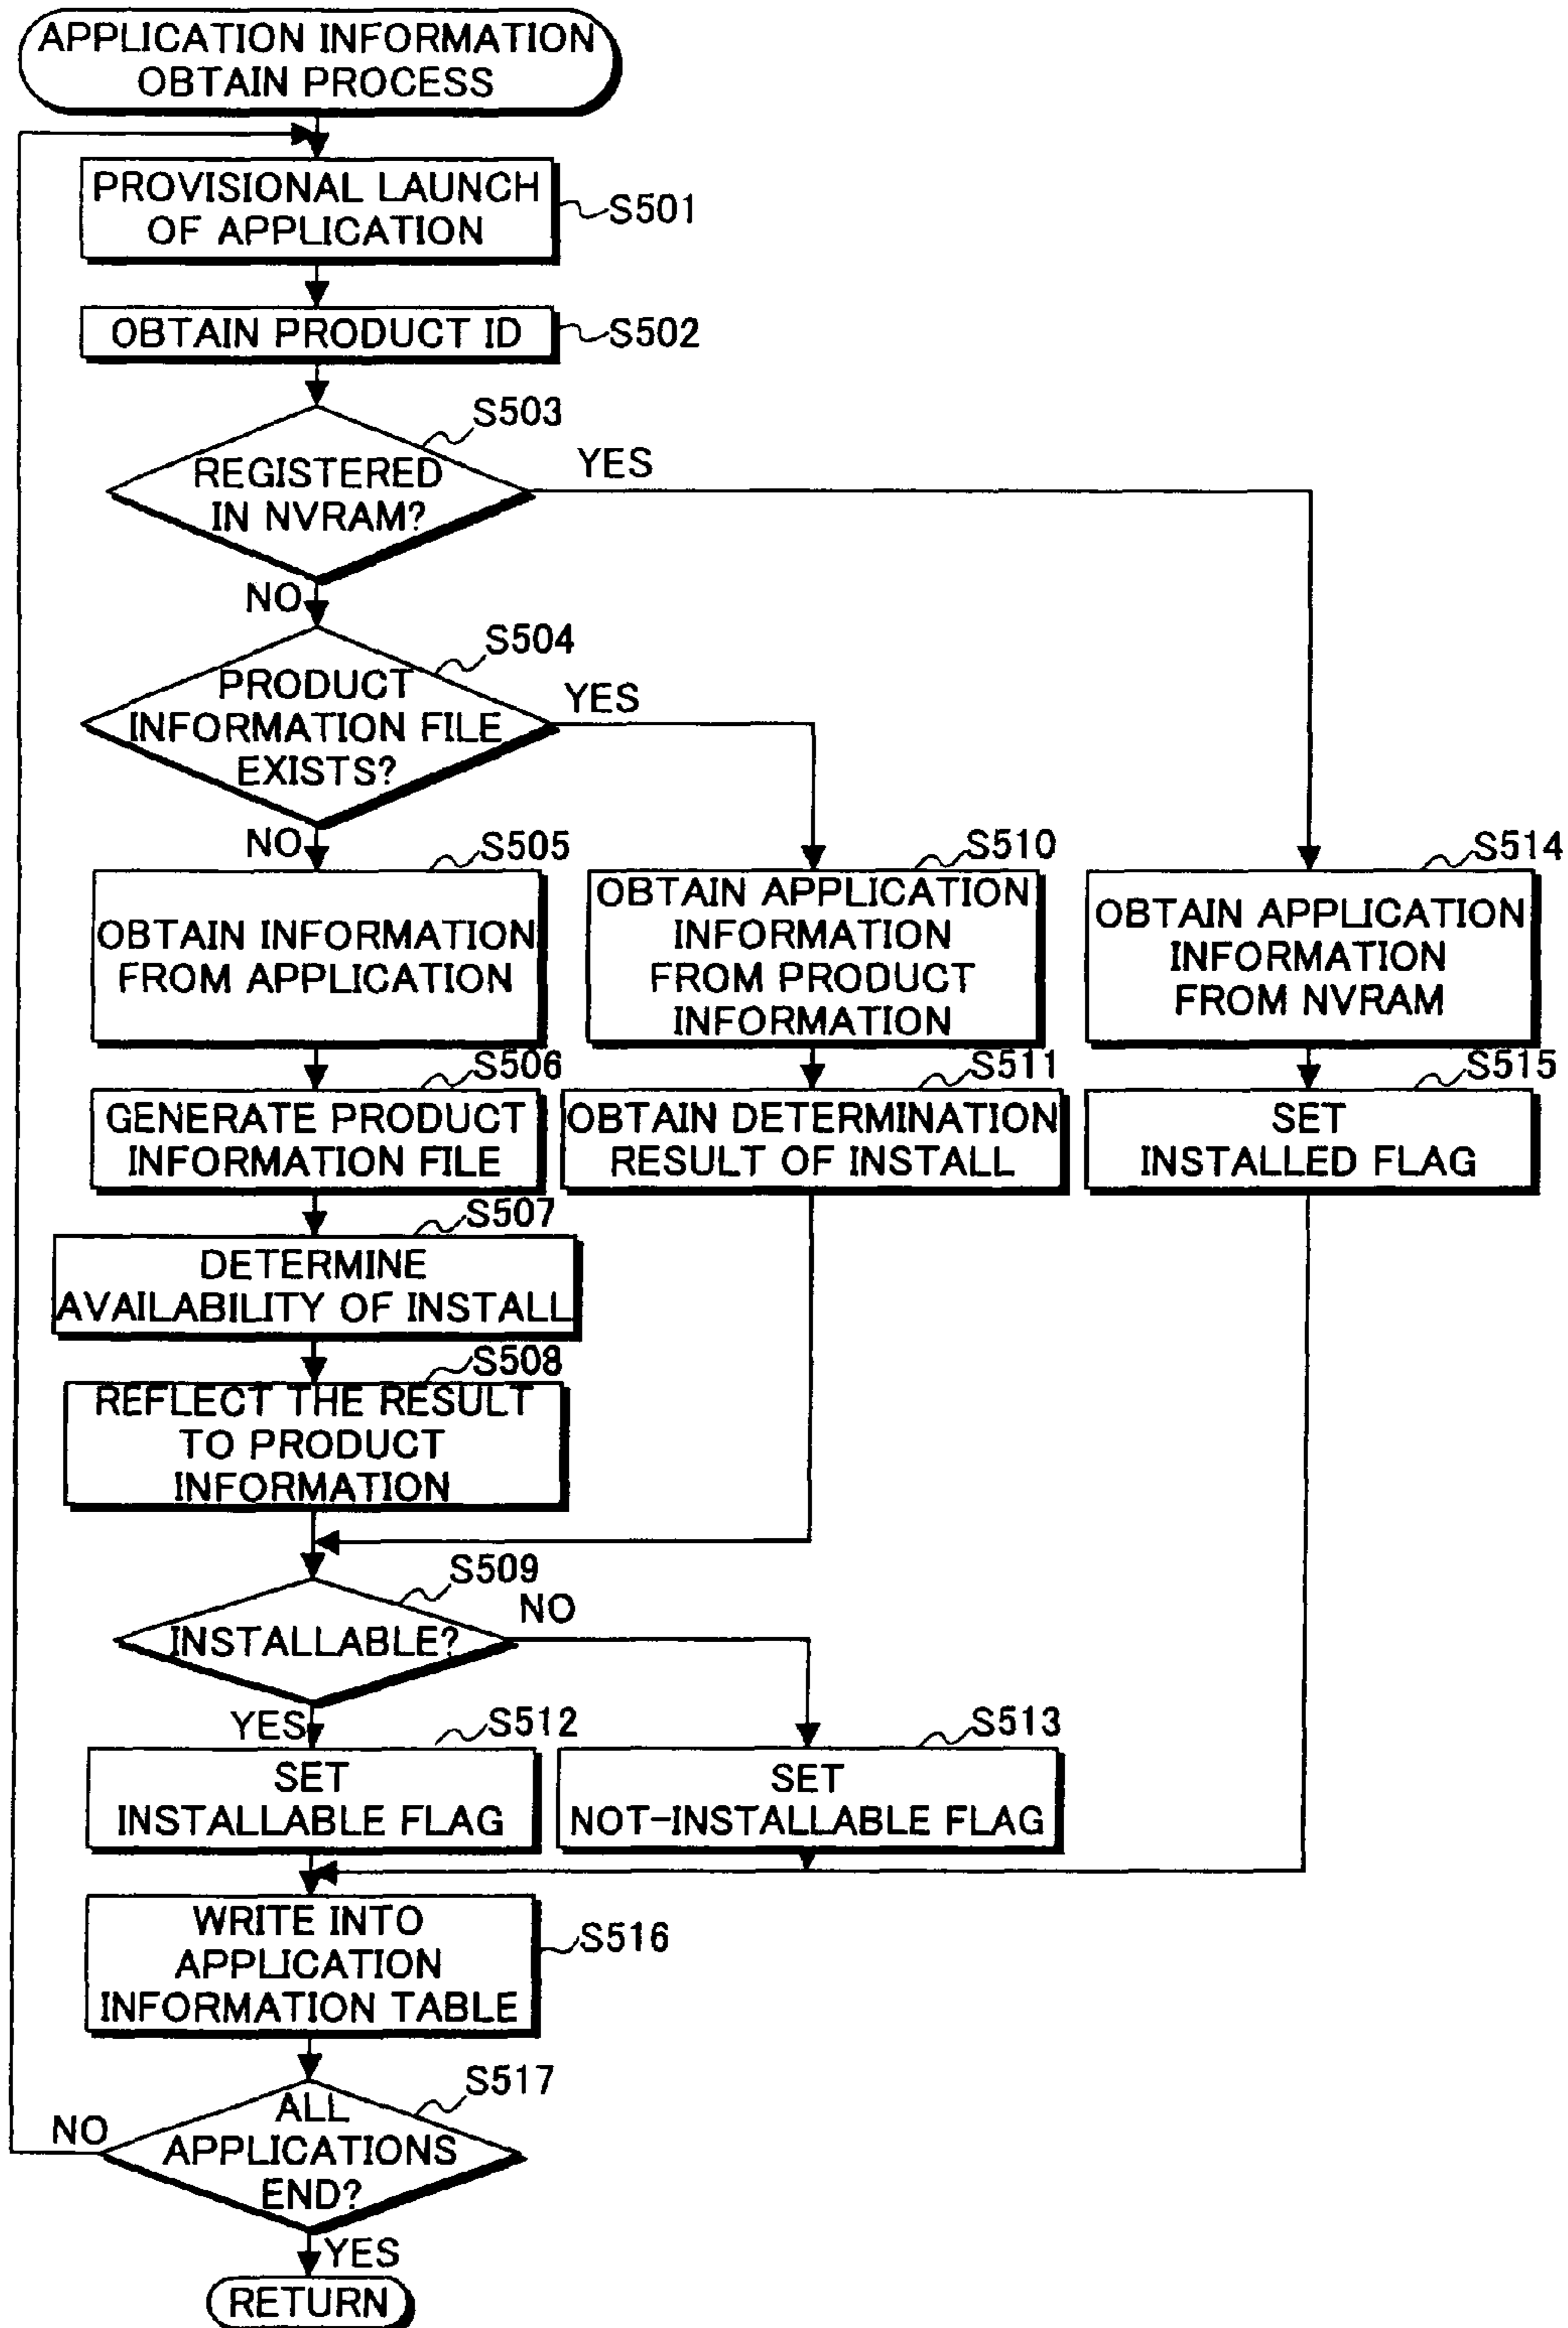 APPLICATION INFORMATION
OBTAIN PROCESS
PROVISIONAL LAUNCH
OF APPLICATION
S501
OBTAIN PRODUCT ID
S502
S503
REGISTERED
IN NVRAM?
YES
NO
S504
PRODUCT
INFORMATION FILE
EXISTS?
YES
NO
S505
OBTAIN INFORMATION
FROM APPLICATION
S510
OBTAIN APPLICATION
INFORMATION
FROM PRODUCT
INFORMATION
S514
OBTAIN APPLICATION
INFORMATION
FROM NVRAM
S506
GENERATE PRODUCT
INFORMATION FILE
S511
OBTAIN DETERMINATION
RESULT OF INSTALL
S515
SET
INSTALLED FLAG
S507
DETERMINE
AVAILABILITY OF INSTALL
S508
REFLECT THE RESULT
TO PRODUCT
INFORMATION
S509
INSTALLABLE?
NO
YES
S512
SET
INSTALLABLE FLAG
S513
SET
NOT-INSTALLABLE FLAG
WRITE INTO
APPLICATION
INFORMATION TABLE
S516
S517
ALL
APPLICATIONS
END?
NO
YES
RETURN